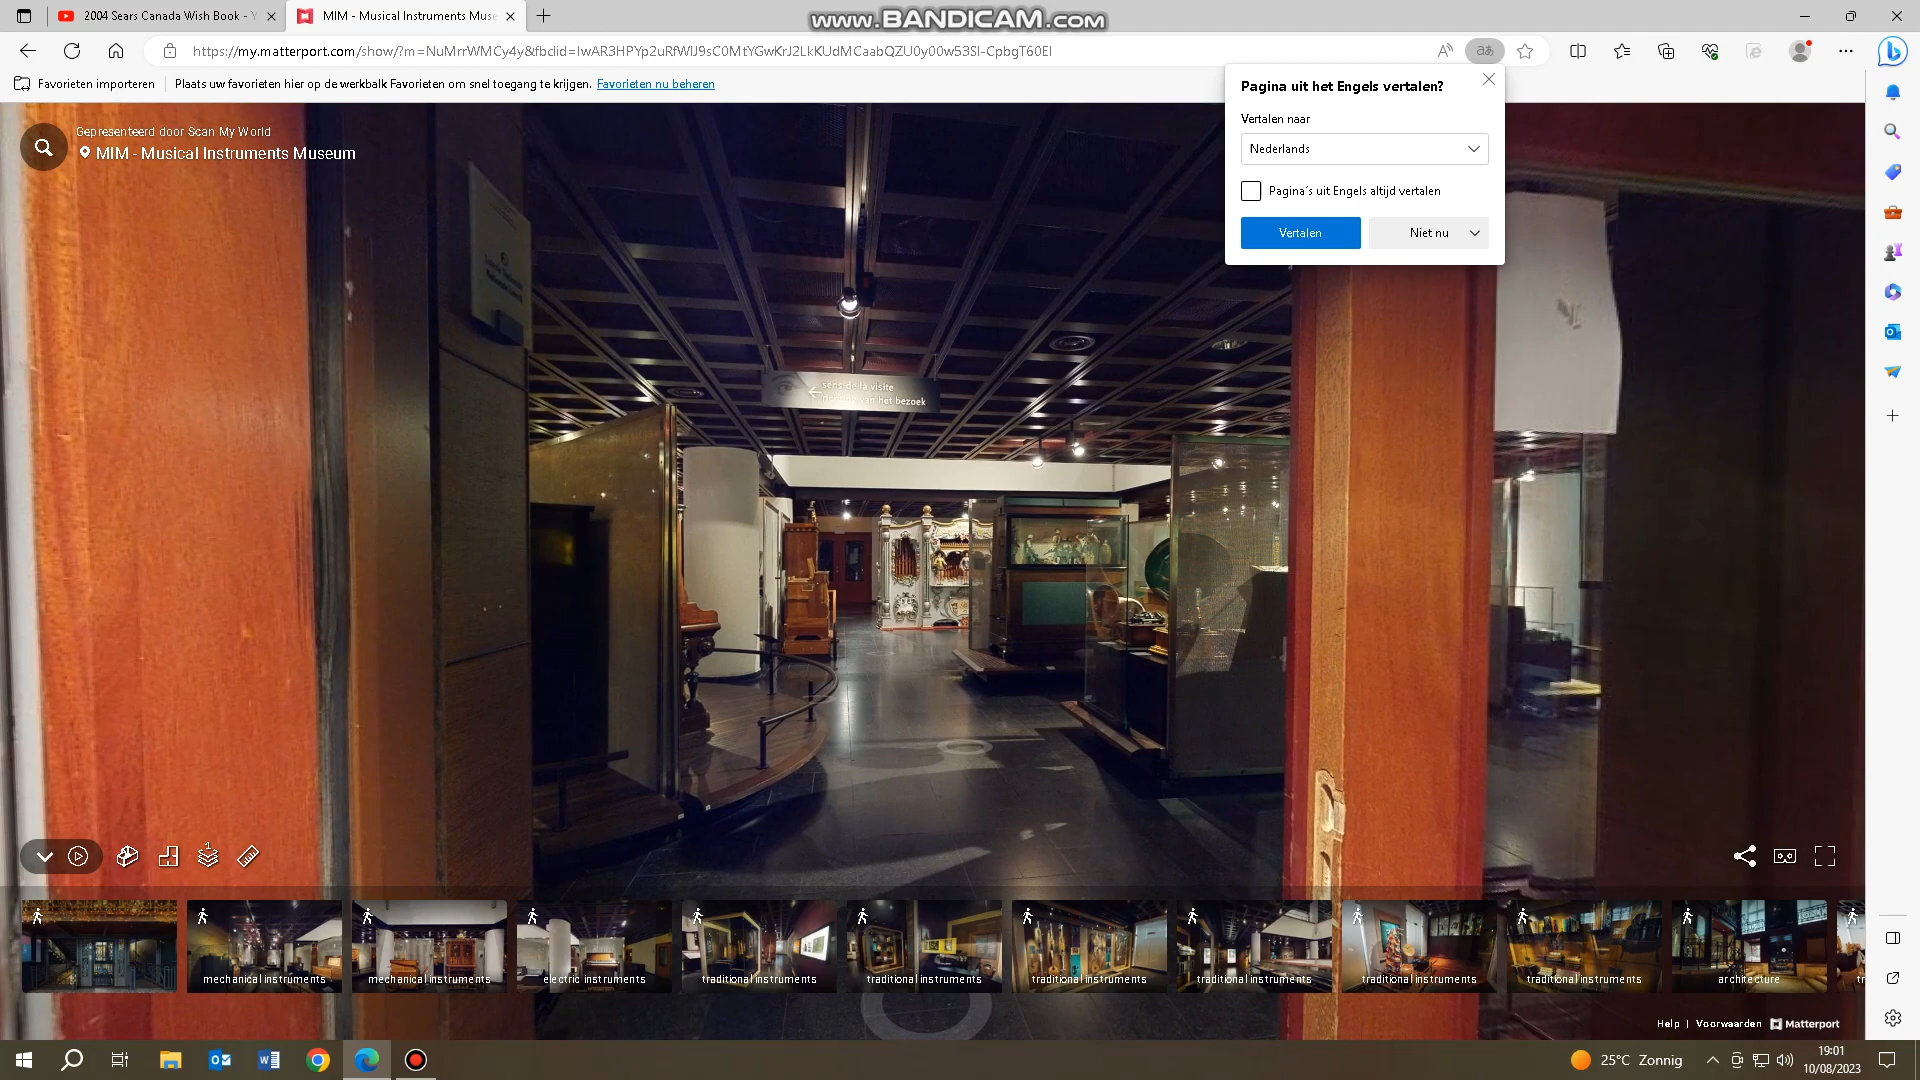 2004 Sears Canada Wish Book - Y
MIM - Musical Instruments Muse
www.BANDICAM.com
https://my.matterport.com/show/?m=NuMrrWMCy4y&fbclid=IwAR3HPYp2uRfWlJ9sC0MtYGwKrJ2LkKUdMCaabQZU0y00w53SI-CpbgT60EI
Favorieten importeren
Plaats uw favorieten hier op de werkbalk Favorieten om snel toegang te krijgen. Favorieten nu beheren
Pagina uit het Engels vertalen?
Vertalen naar
Nederlands
Pagina's uit Engels altijd vertalen
Vertalen
Niet nu
Gepresenteerd door Scan My World
MIM - Musical Instruments Museum
sens de la visite
van het bezoek
mechanical instruments
mechanical instruments
electric instruments
traditional instruments
traditional instruments
traditional instruments
traditional instruments
traditional instruments
traditional instruments
architecture
tr
Help | Voorwaarden Matterport
25°C Zonnig
19:01
10/08/2023